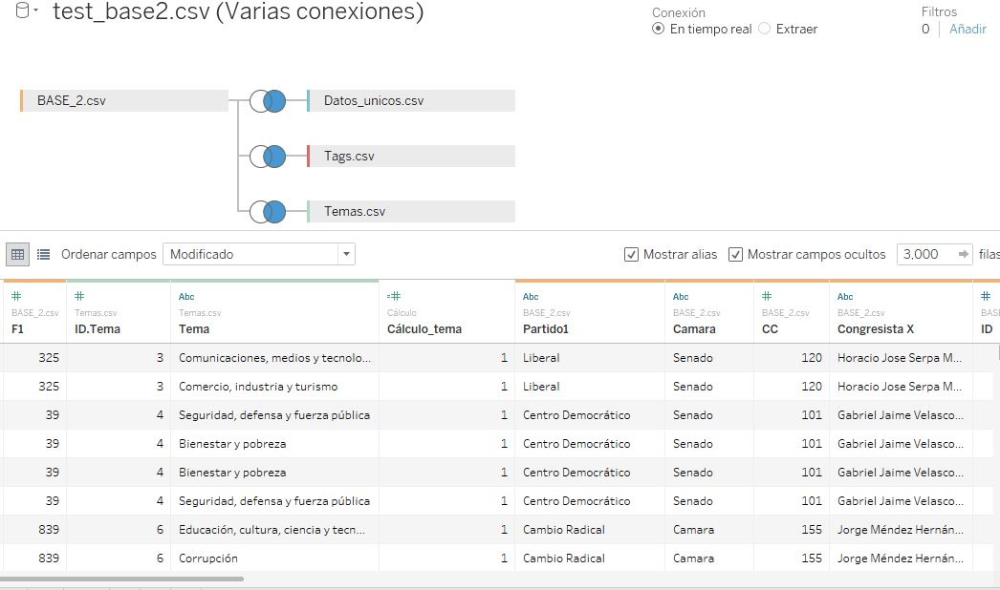 test_base2.csv (Varias conexiones)
Conexión
En tiempo real Extraer
Filtros
0 Añadir
BASE_2.csv
Datos_unicos.csv
Tags.csv
Temas.csv
Ordenar campos Modificado
Mostrar alias Mostrar campos ocultos 3,000 filas
# # Abc =# Abc Abc # Abc #
BASE_2.csv Temas.csv Temas.csv Cálculo BASE_2.csv BASE_2.csv BASE_2.csv BASE_2.csv BASE
F1 ID.Tema Tema Cálculo_tema Partido1 Camara CC Congresista X ID
325 3 Comunicaciones, medios y tecnolo... 1 Liberal Senado 120 Horacio Jose Serpa M...
325 3 Comercio, industria y turismo 1 Liberal Senado 120 Horacio Jose Serpa M...
39 4 Seguridad, defensa y fuerza pública 1 Centro Democrático Senado 101 Gabriel Jaime Velasco...
39 4 Bienestar y pobreza 1 Centro Democrático Senado 101 Gabriel Jaime Velasco...
39 4 Bienestar y pobreza 1 Centro Democrático Senado 101 Gabriel Jaime Velasco...
39 4 Seguridad, defensa y fuerza pública 1 Centro Democrático Senado 101 Gabriel Jaime Velasco...
839 6 Educación, cultura, ciencia y tecn... 1 Cambio Radical Camara 155 Jorge Méndez Hernán...
839 6 Corrupción 1 Cambio Radical Camara 155 Jorge Méndez Hernán...